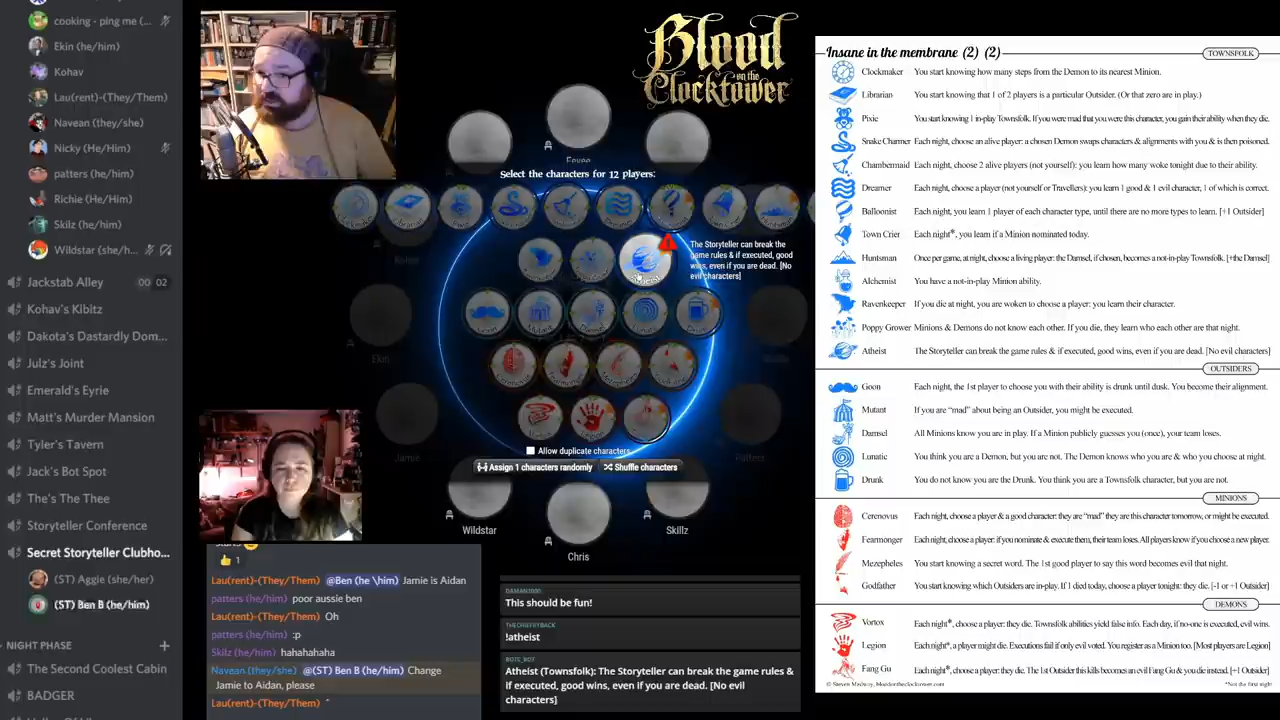 cooking - ping me (...
Ekin (he/him)
Kohav
Lau(rent)-(They/Them)
Navean (they/she)
Nicky (He/Him)
patters (he/him)
Richie (He/Him)
Skilz (he/him)
Wildstar (she/h...
Backstab Alley
00 02
Kohav's KIbitz
Dakota's Dastardly Dom...
Julz's Joint
Emerald's Eyrie
Matt's Murder Mansion
Tyler's Tavern
Jack's Bot Spot
The's The Thee
Storyteller Conference
Secret Storyteller Clubho...
(ST) Aggie (she/her)
(ST) Ben B (he/him)
NIGHT PHASE
The Second Coolest Cabin
BADGER
👍 1
Lau(rent)-(They/Them) @Ben (he \him) Jamie is Aidan
patters (he/him) poor aussie ben
Lau(rent)-(They/Them) Oh
patters (he/him) :p
Skilz (he/him) hahahahaha
Navean (they/she) @(ST) Ben B (he/him) Change
Jamie to Aidan, please
Lau(rent)-(They/Them) ^
Blood
on the
Clocktower
Select the characters for 12 players:
The Storyteller can break the
game rules & if executed, good
wins, even if you are dead. [No
evil characters]
Ekin
Jamie
Allow duplicate characters
Assign 1 characters randomly
Shuffle characters
Wildstar
Chris
Skillz
This should be fun!
!atheist
Atheist (Townsfolk): The Storyteller can break the game rules &
if executed, good wins, even if you are dead. [No evil
characters]
Insane in the membrane (2) (2)
TOWNSFOLK
Clockmaker You start knowing how many steps from the Demon to its nearest Minion.
Librarian You start knowing that 1 of 2 players is a particular Outsider. (Or that zero are in play.)
Pixie You start knowing 1 in-play Townsfolk. If you were mad that you were this character, you gain their ability when they die.
Snake Charmer Each night, choose an alive player: a chosen Demon swaps characters & alignments with you & is then poisoned.
Chambermaid Each night, choose 2 alive players (not yourself): you learn how many woke tonight due to their ability.
Dreamer Each night, choose a player (not yourself or Travellers): you learn 1 good & 1 evil character, 1 of which is correct.
Balloonist Each night, you learn 1 player of each character type, until there are no more types to learn. [+1 Outsider]
Town Crier Each night*, you learn if a Minion nominated today.
Huntsman Once per game, at night, choose a living player: the Damsel, if chosen, becomes a not-in-play Townsfolk. [+the Damsel]
Alchemist You have a not-in-play Minion ability.
Ravenkeeper If you die at night, you are woken to choose a player: you learn their character.
Poppy Grower Minions & Demons do not know each other. If you die, they learn who each other are that night.
Atheist The Storyteller can break the game rules & if executed, good wins, even if you are dead. [No evil characters]
OUTSIDERS
Goon Each night, the 1st player to choose you with their ability is drunk until dusk. You become their alignment.
Mutant If you are "mad" about being an Outsider, you might be executed.
Damsel All Minions know you are in play. If a Minion publicly guesses you (once), your team loses.
Lunatic You think you are a Demon, but you are not. The Demon knows who you are & who you choose at night.
Drunk You do not know you are the Drunk. You think you are a Townsfolk character, but you are not.
MINIONS
Cerenovus Each night, choose a player & a good character: they are "mad" they are this character tomorrow, or might be executed.
Fearmonger Each night, choose a player: if you nominate & execute them, their team loses. All players know if you choose a new player.
Mezepheles You start knowing a secret word. The 1st good player to say this word becomes evil that night.
Godfather You start knowing which Outsiders are in-play. If 1 died today, choose a player tonight: they die. [-1 or +1 Outsider]
DEMONS
Vortox Each night*, choose a player: they die. Townsfolk abilities yield false info. Each day, if no-one is executed, evil wins.
Legion Each night*, a player might die. Executions fail if only evil voted. You register as a Minion too. [Most players are Legion]
Fang Gu Each night*, choose a player: they die. The 1st Outsider this kills becomes an evil Fang Gu & you die instead. [+1 Outsider]
© Steven Medway, bloodontheclocktower.com
*Not the first night